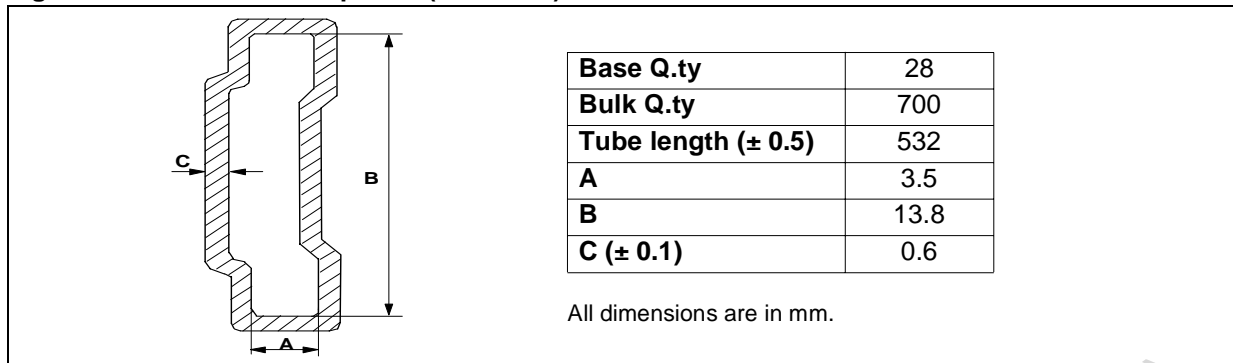 C
B
A
Base Q.ty 28
Bulk Q.ty 700
Tube length (± 0.5) 532
A 3.5
B 13.8
C (± 0.1) 0.6
All dimensions are in mm.